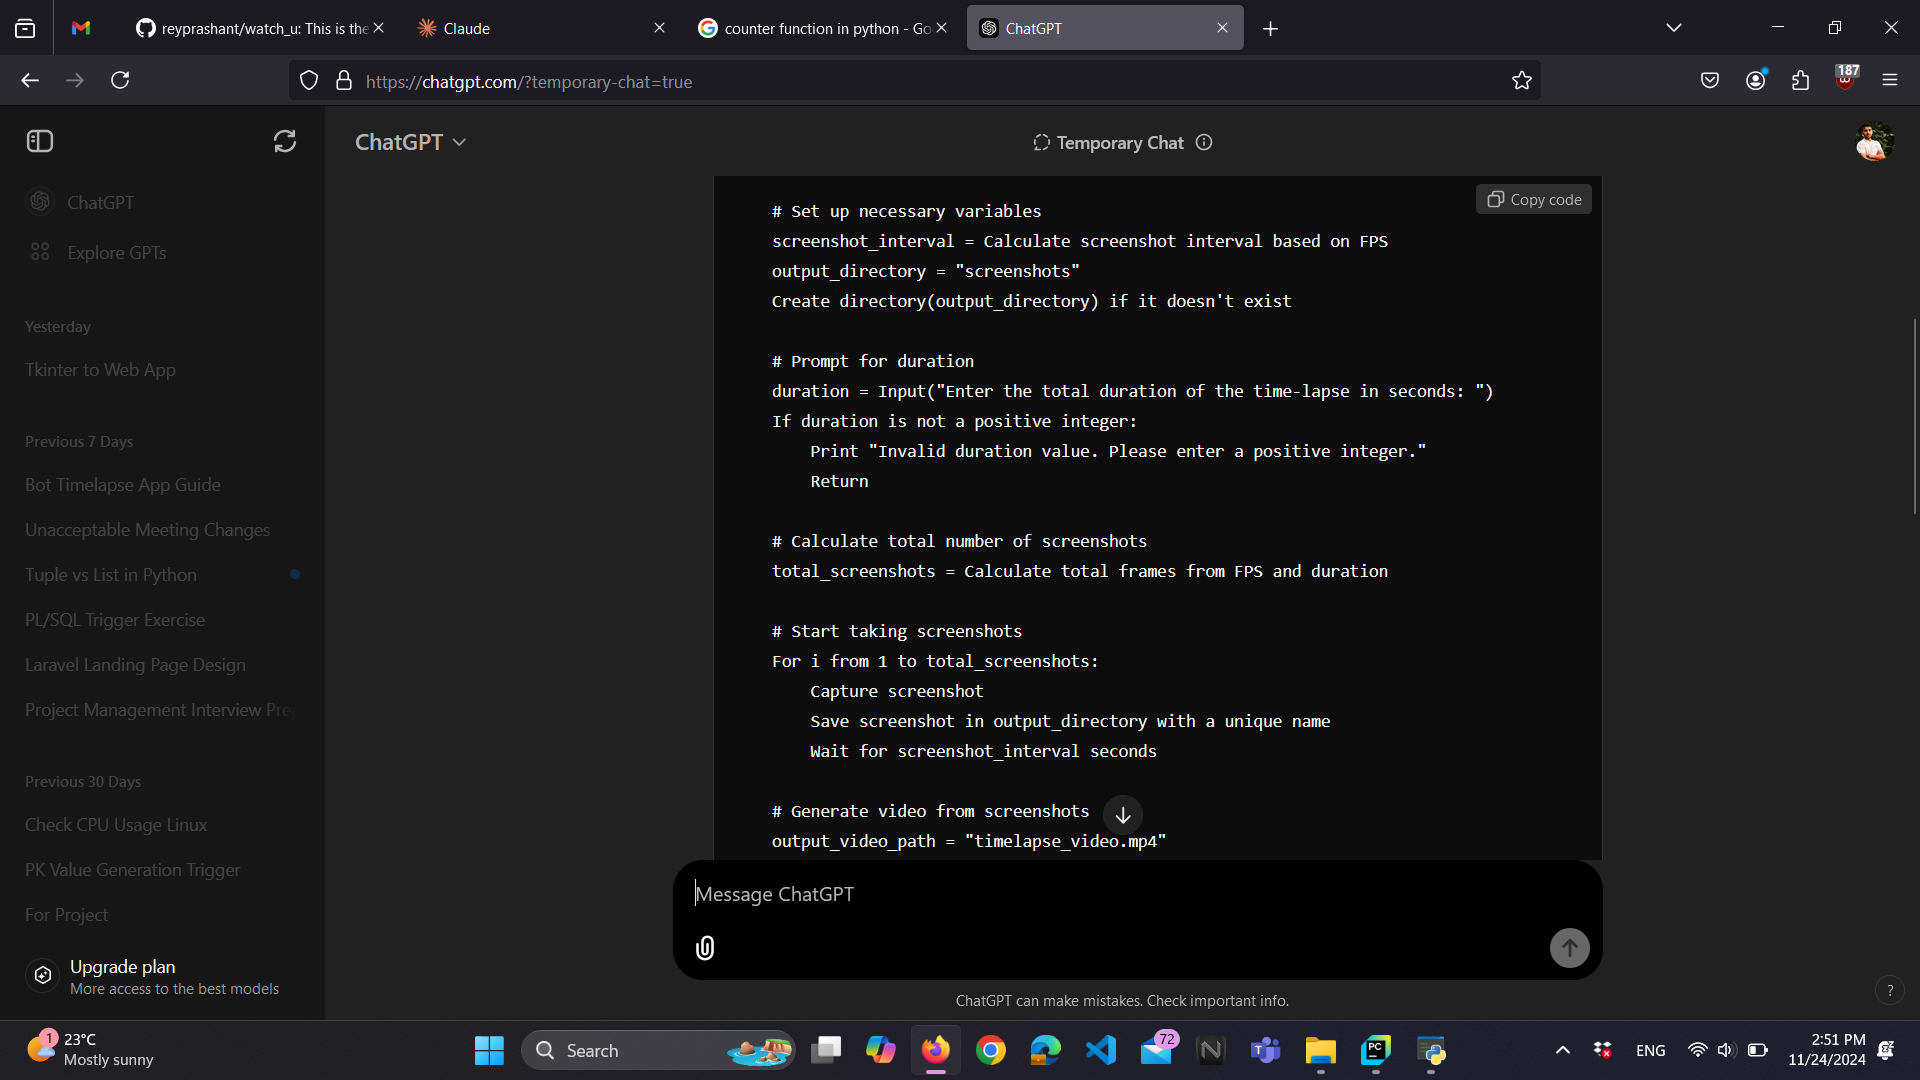 reyprashant/watch_u: This is the
Claude
counter function in python - Go
ChatGPT
https://chatgpt.com/?temporary-chat=true
187
ChatGPT
Temporary Chat
ChatGPT
Explore GPTs
Yesterday
Tkinter to Web App
Previous 7 Days
Bot Timelapse App Guide
Unacceptable Meeting Changes
Tuple vs List in Python
PL/SQL Trigger Exercise
Laravel Landing Page Design
Project Management Interview Prep
Previous 30 Days
Check CPU Usage Linux
PK Value Generation Trigger
For Project
Upgrade plan
More access to the best models
Copy code
# Set up necessary variables
screenshot_interval = Calculate screenshot interval based on FPS
output_directory = "screenshots"
Create directory(output_directory) if it doesn't exist
# Prompt for duration
duration = Input("Enter the total duration of the time-lapse in seconds: ")
If duration is not a positive integer:
Print "Invalid duration value. Please enter a positive integer."
Return
# Calculate total number of screenshots
total_screenshots = Calculate total frames from FPS and duration
# Start taking screenshots
For i from 1 to total_screenshots:
Capture screenshot
Save screenshot in output_directory with a unique name
Wait for screenshot_interval seconds
# Generate video from screenshots
output_video_path = "timelapse_video.mp4"
Message ChatGPT
ChatGPT can make mistakes. Check important info.
?
1
23°C
Mostly sunny
Search
72
PC
ENG
2:51 PM
11/24/2024